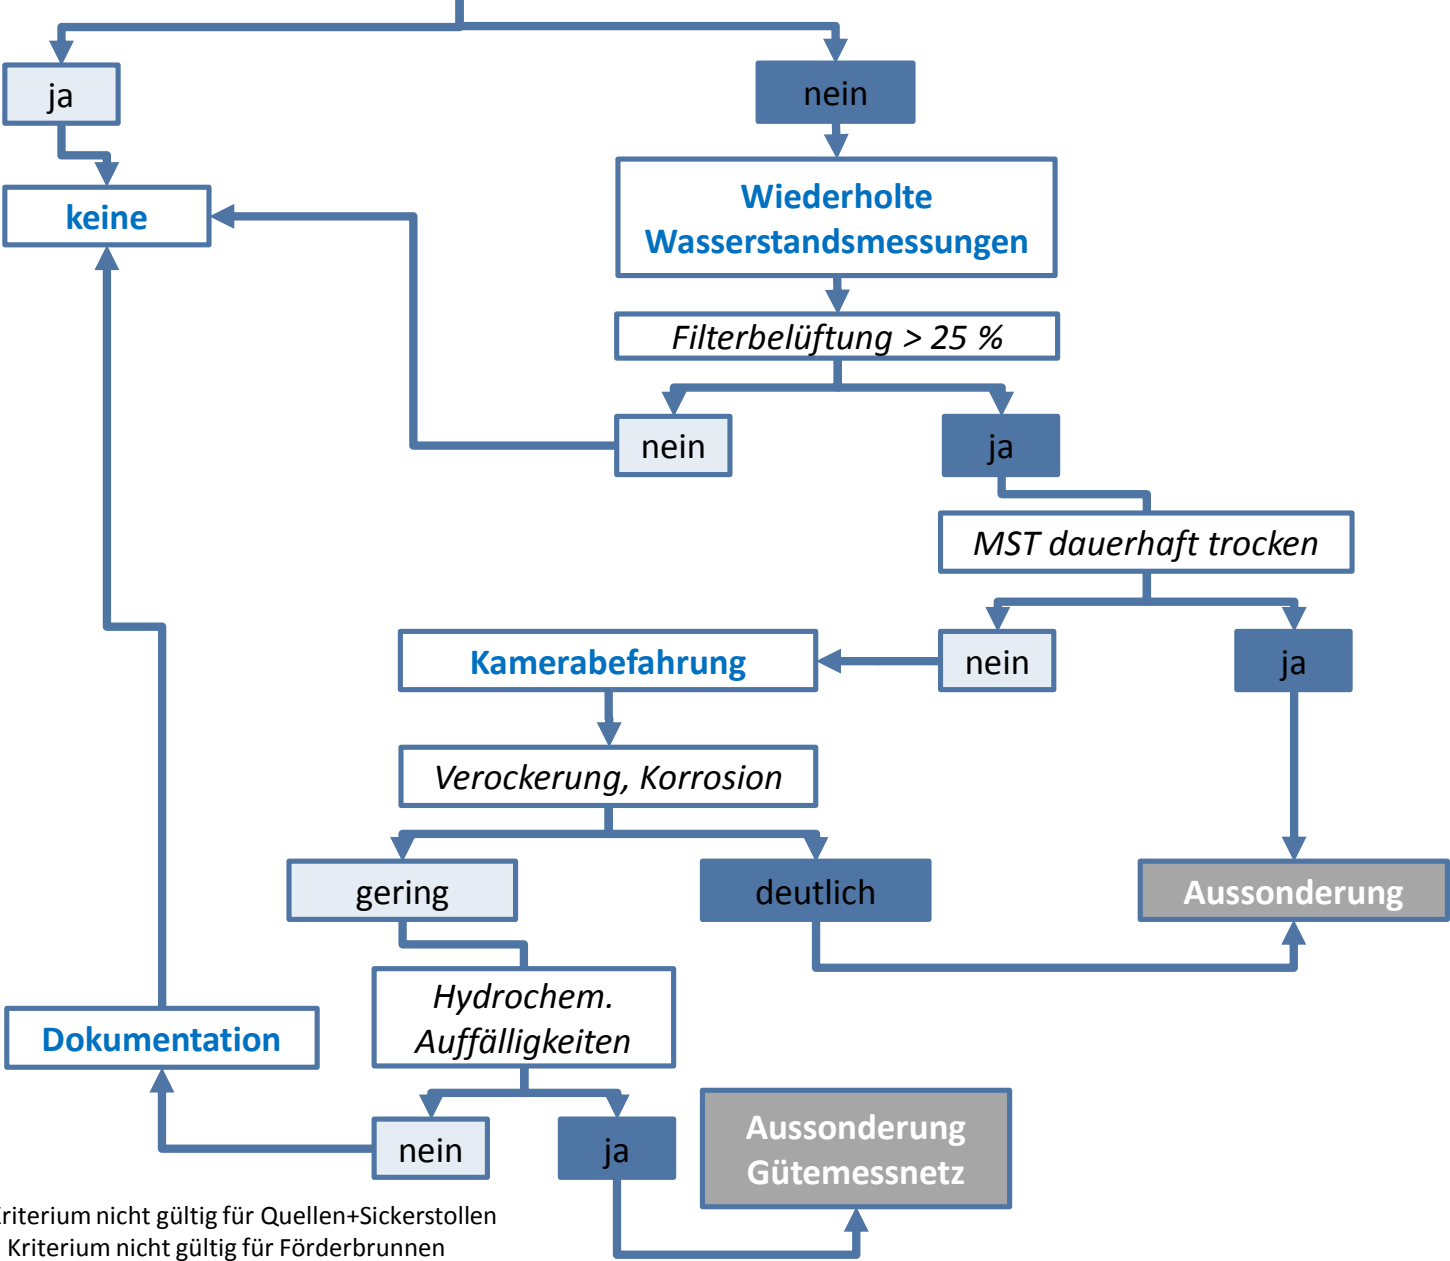 ja
nein
keine
Wiederholte
Wasserstandsmessungen
Filterbelüftung > 25 %
nein
ja
MST dauerhaft trocken
Kamerabefahrung
nein
ja
Verockerung, Korrosion
gering
deutlich
Aussonderung
Hydrochem.
Auffälligkeiten
Dokumentation
nein
ja
Aussonderung
Gütemessnetz
riterium nicht gültig für Quellen+Sickerstollen
Kriterium nicht gültig für Förderbrunnen